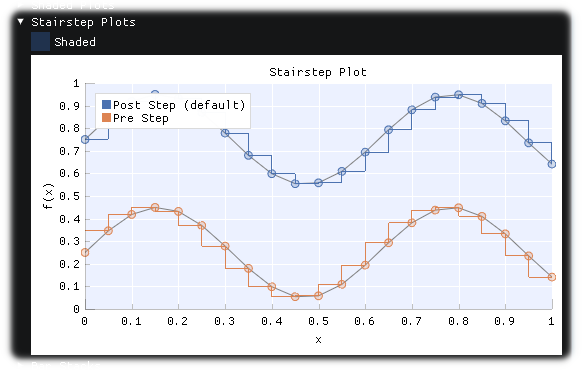 Stairstep Plots
Shaded
Stairstep Plot
Post Step (default)
Pre Step
1
0.9
0.8
0.7
0.6
0.5
0.4
0.3
0.2
0.1
0
f(x)
0 0.1 0.2 0.3 0.4 0.5 0.6 0.7 0.8 0.9 1
x